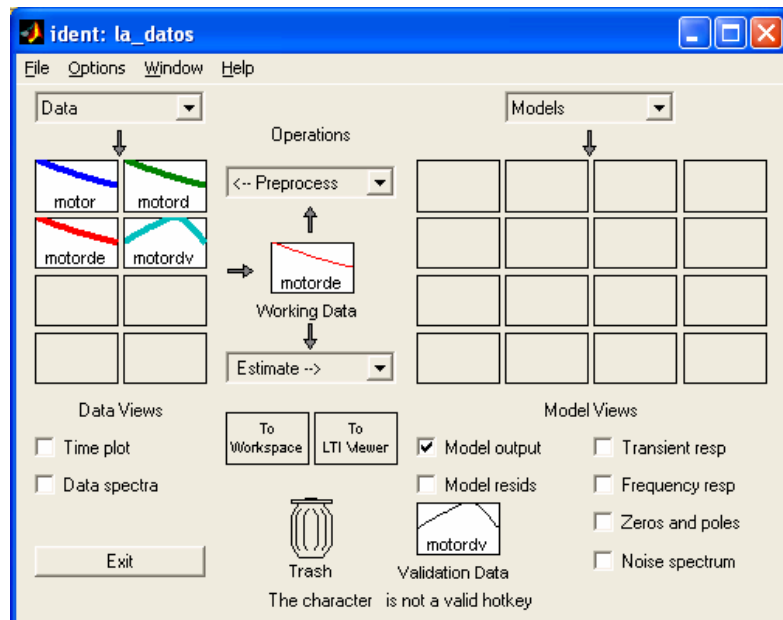 ident: la_datos
File Options Window Help
Data
Models
Operations
motor
motord
<-- Preprocess
motorde
motordv
motorde
Working Data
Estimate -->
Data Views
Model Views
To Workspace
To LTI Viewer
Time plot
Model output
Transient resp
Data spectra
Model resids
Frequency resp
Zeros and poles
motordv
Exit
Trash
Validation Data
Noise spectrum
The character is not a valid hotkey